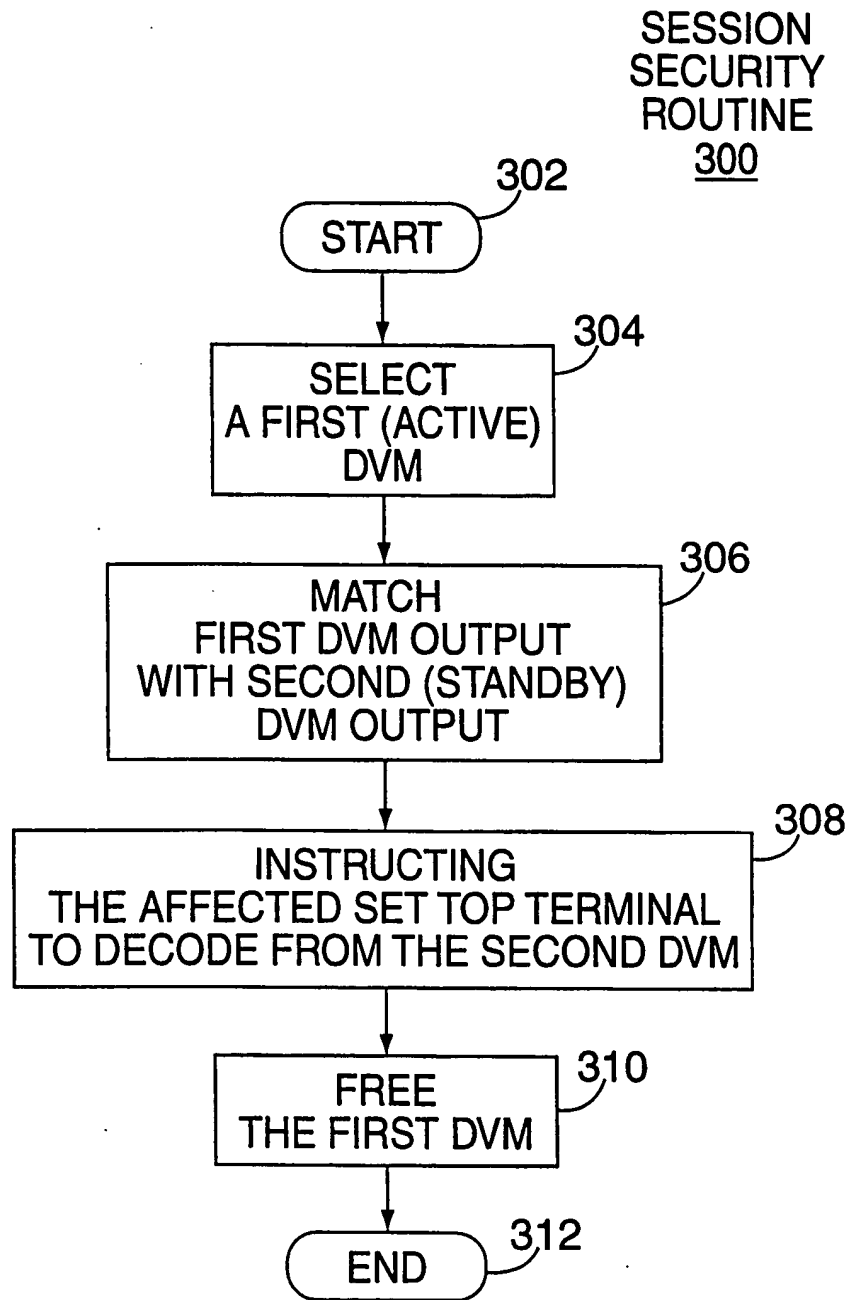 SESSION
SECURITY
ROUTINE
300
302
START
304
SELECT
A FIRST (ACTIVE)
DVM
306
MATCH
FIRST DVM OUTPUT
WITH SECOND (STANDBY)
DVM OUTPUT
308
INSTRUCTING
THE AFFECTED SET TOP TERMINAL
TO DECODE FROM THE SECOND DVM
310
FREE
THE FIRST DVM
312
END